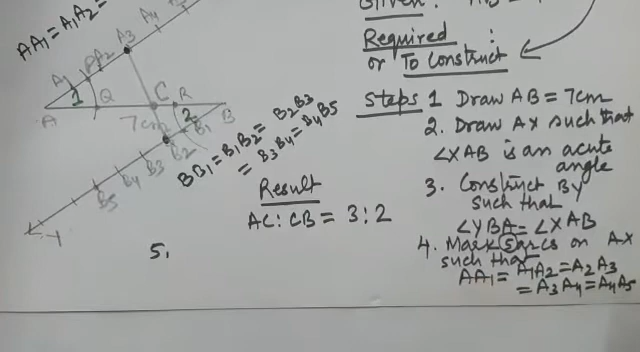 AA1 = A1A2 =
Required :
or To Construct
Steps 1 Draw AB = 7cm
2. Draw AX such that
∠XAB is an acute
angle
3. Construct BY
such that
∠YBA = ∠XAB
4. Mark 5 arcs on AX
such that
AA1 = A1A2 = A2A3
= A3A4 = A4A5
A4
A3
A2
P
A1
1
A
Q
C
R
7cm
2
B
B1
B2
B3
B4
B5
Y
BB1 = B1B2 = B2B3
= B3B4 = B4B5
Result
AC : CB = 3 : 2
5.